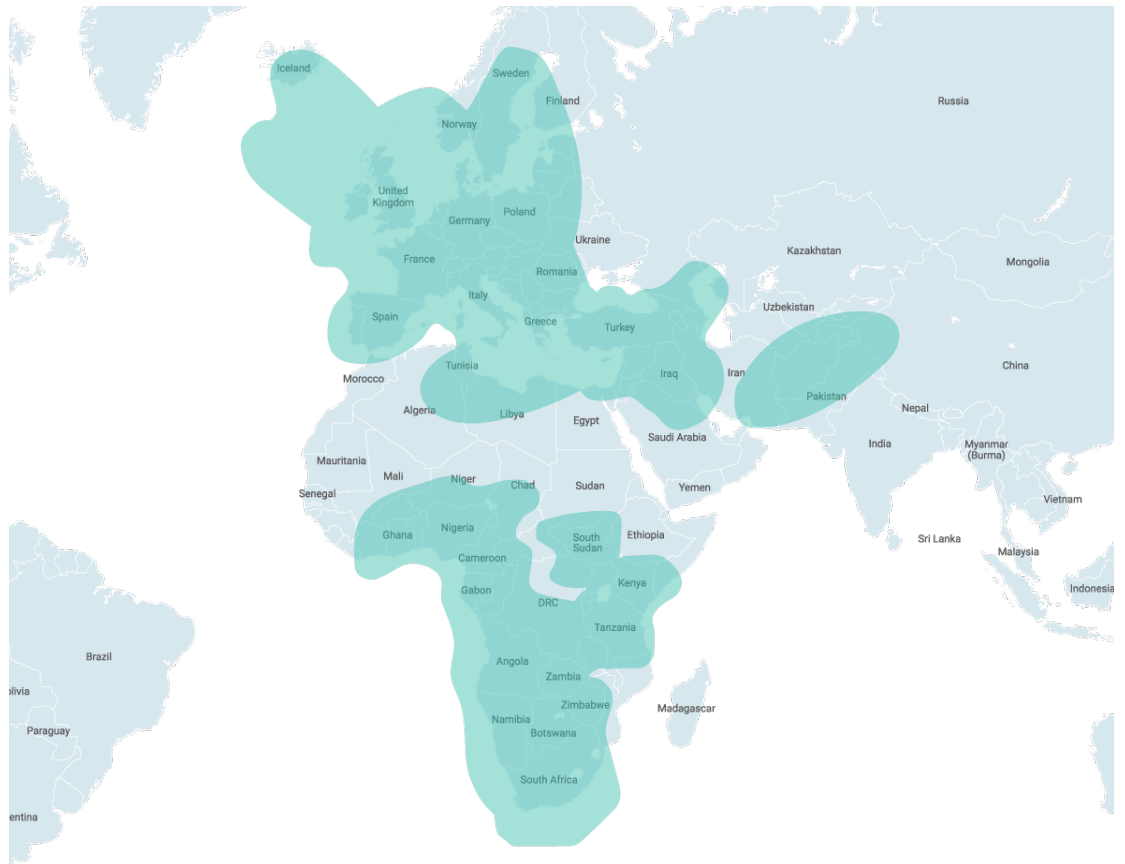 Iceland
Sweden
Finland
Russia
Norway
United
Kingdom
Poland
Germany
Ukraine
France
Kazakhstan
Mongolia
Romania
Italy
Uzbekistan
Spain
Greece
Turkey
Tunisia
Iraq
Iran
China
Morocco
Pakistan
Algeria
Libya
Egypt
Nepal
Saudi Arabia
India
Myanmar
(Burma)
Mauritania
Mali
Niger
Chad
Sudan
Yemen
Senegal
Vietnam
Nigeria
Ghana
South
Sudan
Ethiopia
Sri Lanka
Malaysia
Cameroon
Kenya
Gabon
Indonesia
DRC
Tanzania
Brazil
Angola
Zambia
olivia
Zimbabwe
Madagascar
Namibia
Paraguay
Botswana
South Africa
entina